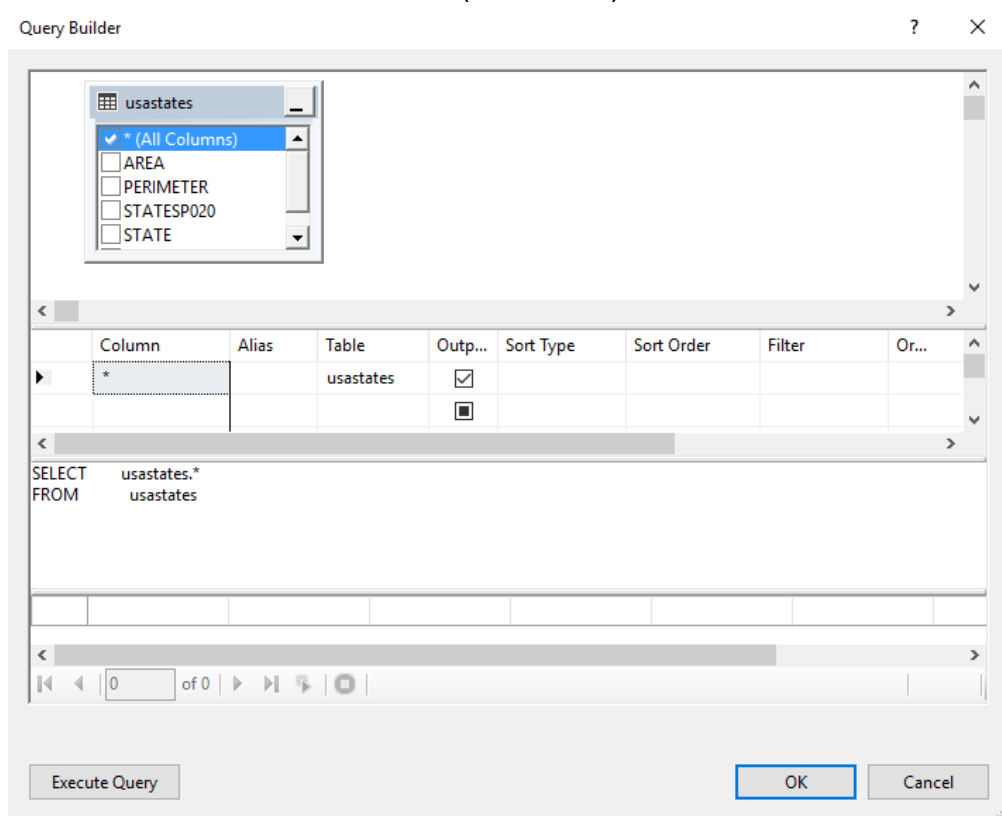 Query Builder ?
usastates
* (All Columns)
AREA
PERIMETER
STATESP020
STATE
Column Alias Table Outp... Sort Type Sort Order Filter Or...
* usastates
SELECT usastates.*
FROM usastates
0 of 0
Execute Query OK Cancel